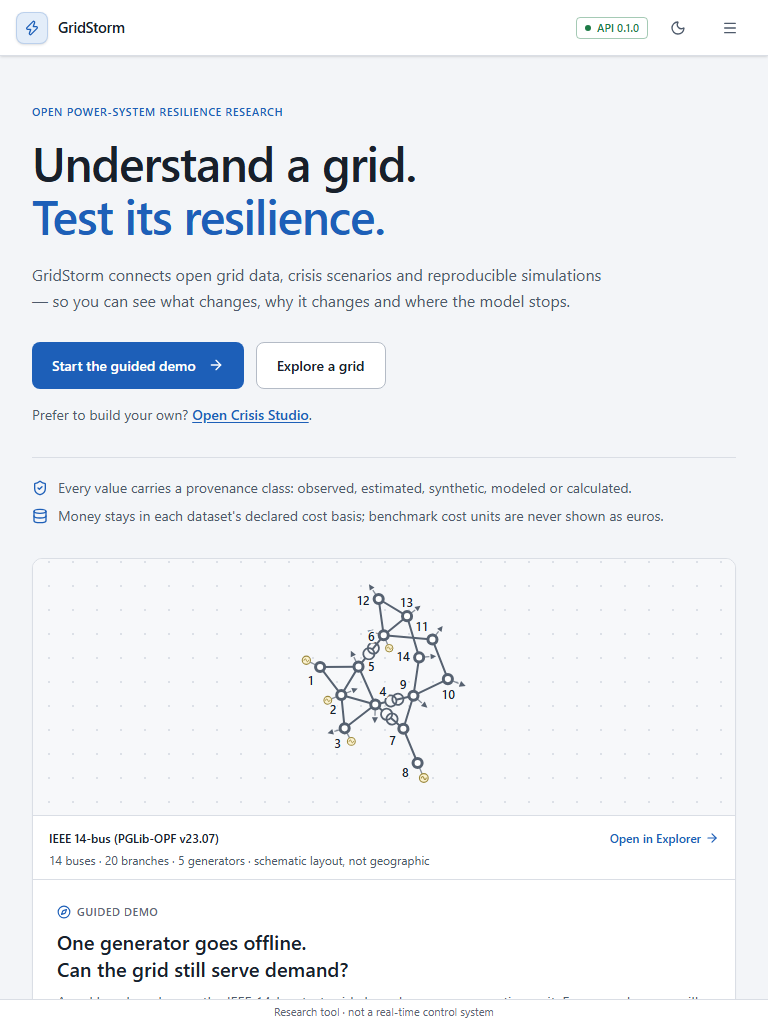 GridStorm
API 0.1.0
OPEN POWER-SYSTEM RESILIENCE RESEARCH
Understand a grid.
Test its resilience.
GridStorm connects open grid data, crisis scenarios and reproducible simulations
— so you can see what changes, why it changes and where the model stops.
Start the guided demo
Explore a grid
Prefer to build your own? Open Crisis Studio.
Every value carries a provenance class: observed, estimated, synthetic, modeled or calculated.
Money stays in each dataset's declared cost basis; benchmark cost units are never shown as euros.
12
13
11
6
14
5
1
4
9
10
2
3
7
8
IEEE 14-bus (PGLib-OPF v23.07)
Open in Explorer
14 buses · 20 branches · 5 generators · schematic layout, not geographic
GUIDED DEMO
One generator goes offline.
Can the grid still serve demand?
Research tool · not a real-time control system